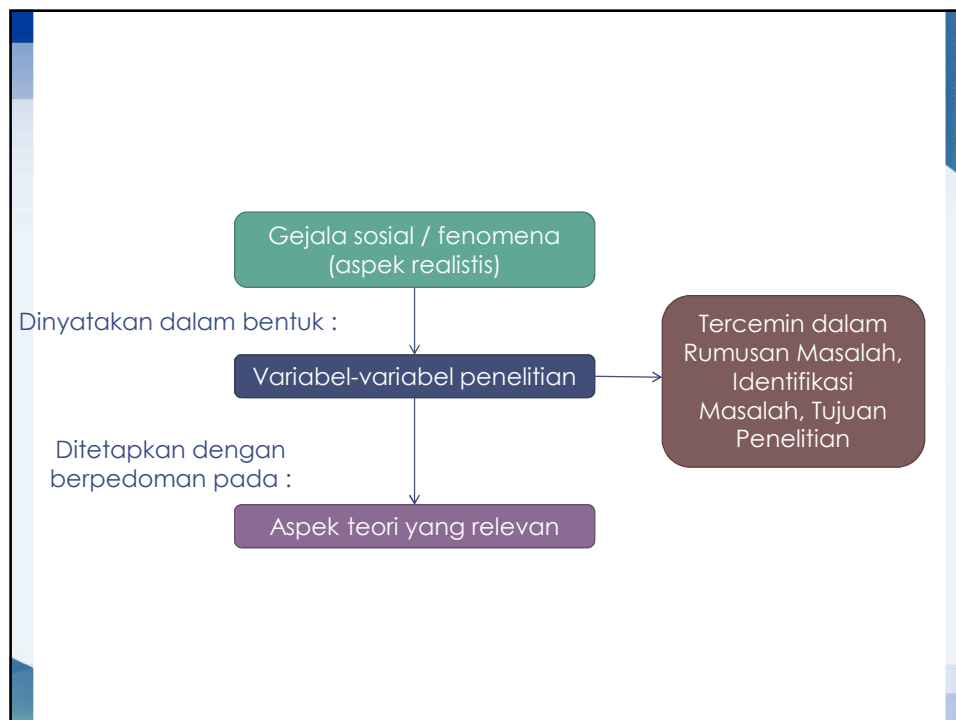 Gejala sosial / fenomena
(aspek realistis)
Dinyatakan dalam bentuk :
Variabel-variabel penelitian
Tercemin dalam
Rumusan Masalah,
Identifikasi
Masalah, Tujuan
Penelitian
Ditetapkan dengan
berpedoman pada :
Aspek teori yang relevan